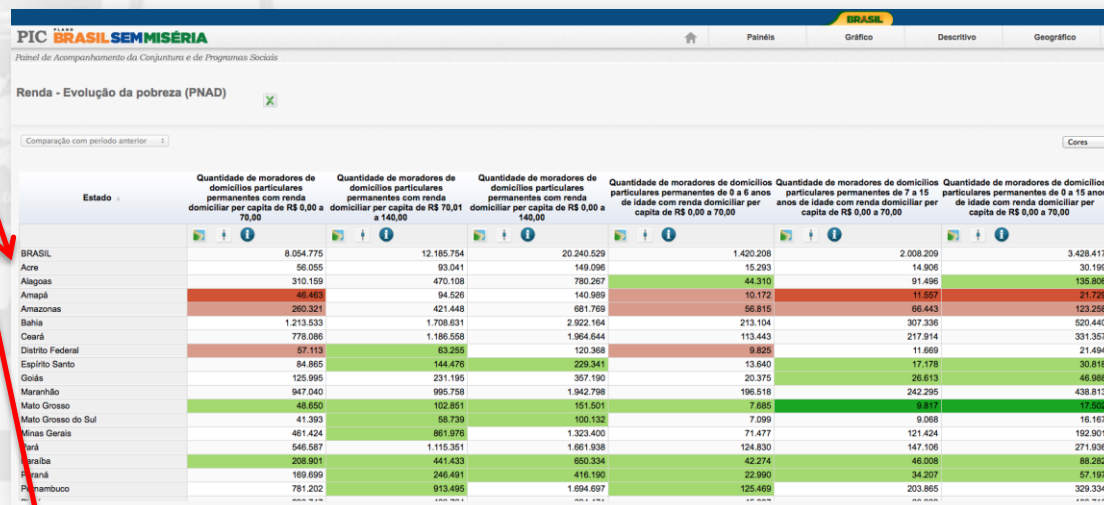 BRASIL
PLANO
PIC BRASIL SEM MISÉRIA
Painéis Gráfico Descritivo Geográfico
Painel de Acompanhamento da Conjuntura e de Programas Sociais
Renda - Evolução da pobreza (PNAD)
Comparação com período anterior
Cores
Estado
Quantidade de moradores de domicílios particulares permanentes com renda domiciliar per capita de R$ 0,00 a 70,00
Quantidade de moradores de domicílios particulares permanentes com renda domiciliar per capita de R$ 70,01 a 140,00
Quantidade de moradores de domicílios particulares permanentes com renda domiciliar per capita de R$ 0,00 a 140,00
Quantidade de moradores de domicílios particulares permanentes de 0 a 6 anos de idade com renda domiciliar per capita de R$ 0,00 a 70,00
Quantidade de moradores de domicílios particulares permanentes de 7 a 15 anos de idade com renda domiciliar per capita de R$ 0,00 a 70,00
Quantidade de moradores de domicílios particulares permanentes de 0 a 15 anos de idade com renda domiciliar per capita de R$ 0,00 a 70,00
BRASIL 8.054.775 12.185.754 20.240.529 1.420.208 2.008.209 3.428.417
Acre 56.055 93.041 149.096 15.293 14.906 30.199
Alagoas 310.159 470.108 780.267 44.310 91.496 135.806
Amapá 46.463 94.526 140.989 10.172 11.557 21.729
Amazonas 260.321 421.448 681.769 56.815 66.443 123.258
Bahia 1.213.533 1.708.631 2.922.164 213.104 307.336 520.440
Ceará 778.086 1.186.558 1.964.644 113.443 217.914 331.357
Distrito Federal 57.113 63.255 120.368 9.825 11.669 21.494
Espírito Santo 84.865 144.476 229.341 13.640 17.178 30.818
Goiás 125.995 231.195 357.190 20.375 26.613 46.988
Maranhão 947.040 995.758 1.942.798 196.518 242.295 438.813
Mato Grosso 48.650 102.851 151.501 7.685 9.817 17.502
Mato Grosso do Sul 41.393 58.739 100.132 7.099 9.068 16.167
Minas Gerais 461.424 861.976 1.323.400 71.477 121.424 192.901
Pará 546.587 1.115.351 1.661.938 124.830 147.106 271.936
Paraíba 208.901 441.433 650.334 42.274 46.008 88.282
Paraná 169.699 246.491 416.190 22.990 34.207 57.197
Pernambuco 781.202 913.495 1.694.697 125.469 203.865 329.334